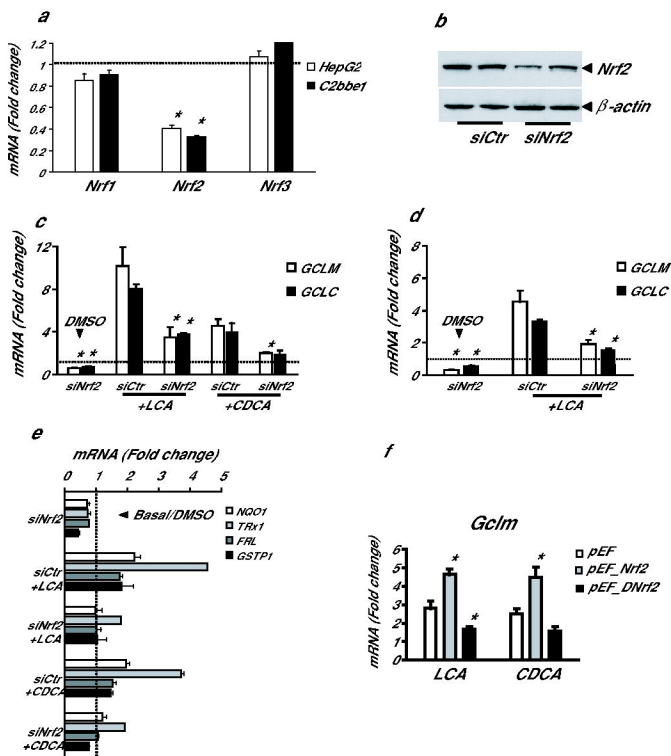 a
mRNA (Fold change)
1.2
1
0.8
0.6
0.4
0.2
0
* *
HepG2
C2bbe1
Nrf1 Nrf2 Nrf3
b
Nrf2
β-actin
siCtr siNrf2
c
mRNA (Fold change)
12
8
4
0
GCLM
GCLC
DMSO
* *
* *
*
siNrf2 siCtr siNrf2 siCtr siNrf2
+LCA +CDCA
d
mRNA (Fold change)
8
6
4
2
0
GCLM
GCLC
DMSO
* *
* *
siNrf2 siCtr siNrf2
+LCA
e
mRNA (Fold change)
0 1 2 3 4 5
Basal/DMSO
NQO1
TRx1
FRL
GSTP1
siNrf2
siCtr
+LCA
siNrf2
+LCA
siCtr
+CDCA
siNrf2
+CDCA
f
Gclm
mRNA (Fold change)
6
5
4
3
2
1
0
* * *
pEF
pEF_Nrf2
pEF_DNrf2
LCA CDCA